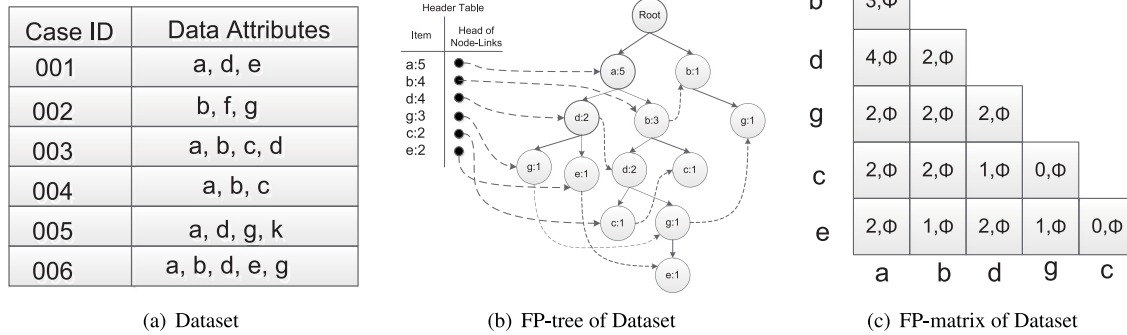 Case ID Data Attributes
001 a, d, e
002 b, f, g
003 a, b, c, d
004 a, b, c
005 a, d, g, k
006 a, b, d, e, g
(a) Dataset
Header Table
Item Head of
Node-Links
a:5
b:4
d:4
g:3
c:2
e:2
Root
a:5 b:1
d:2 b:3 g:1
g:1 e:1 d:2 c:1
c:1 g:1
e:1
(b) FP-tree of Dataset
b 3,Φ
d 4,Φ 2,Φ
g 2,Φ 2,Φ 2,Φ
c 2,Φ 2,Φ 1,Φ 0,Φ
e 2,Φ 1,Φ 2,Φ 1,Φ 0,Φ
a b d g c
(c) FP-matrix of Dataset